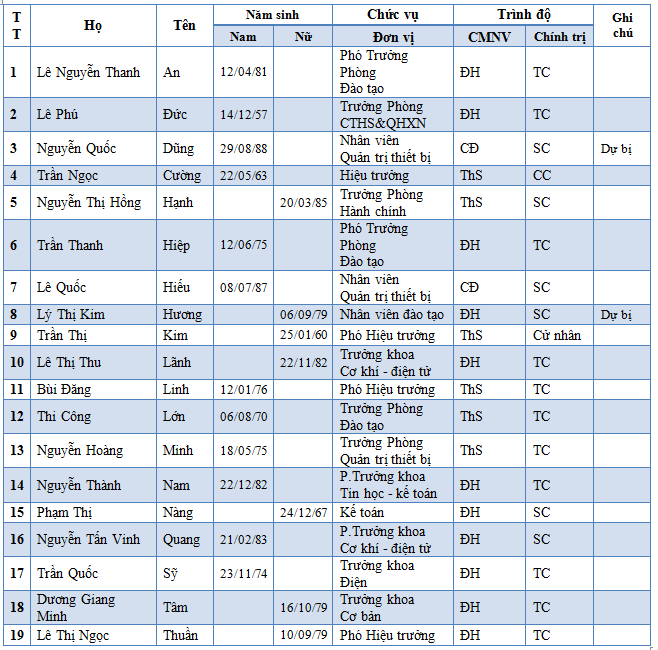 T T Họ Tên Năm sinh Chức vụ Trình độ Ghi chú
Nam Nữ Đơn vị CMNV Chính trị
1 Lê Nguyễn Thanh An 12/04/81 Phó Trưởng Phòng Đào tạo ĐH TC
2 Lê Phú Đức 14/12/57 Trưởng Phòng CTHS&QHXN ĐH TC
3 Nguyễn Quốc Dũng 29/08/88 Nhân viên Quản trị thiết bị CĐ SC Dự bị
4 Trần Ngọc Cường 22/05/63 Hiệu trưởng ThS CC
5 Nguyễn Thị Hồng Hạnh 20/03/85 Trưởng Phòng Hành chính ThS SC
6 Trần Thanh Hiệp 12/06/75 Phó Trưởng Phòng Đào tạo ĐH TC
7 Lê Quốc Hiếu 08/07/87 Nhân viên Quản trị thiết bị CĐ SC
8 Lý Thị Kim Hương 06/09/79 Nhân viên đào tạo ĐH SC Dự bị
9 Trần Thị Kim 25/01/60 Phó Hiệu trưởng ThS Cử nhân
10 Lê Thị Thu Lãnh 22/11/82 Trưởng khoa Cơ khí - điện tử ĐH TC
11 Bùi Đăng Linh 12/01/76 Phó Hiệu trưởng ThS TC
12 Thi Công Lớn 06/08/70 Trưởng Phòng Đào tạo ThS TC
13 Nguyễn Hoàng Minh 18/05/75 Trưởng Phòng Quản trị thiết bị ThS TC
14 Nguyễn Thành Nam 22/12/82 P.Trưởng khoa Tin học - kế toán ĐH TC
15 Phạm Thị Nàng 24/12/67 Kế toán ĐH SC
16 Nguyễn Tấn Vinh Quang 21/02/83 P.Trưởng khoa Cơ khí - điện tử ĐH SC
17 Trần Quốc Sỹ 23/11/74 Trưởng khoa Điện ĐH TC
18 Dương Giang Minh Tâm 16/10/79 Trưởng khoa Cơ bản ĐH TC
19 Lê Thị Ngọc Thuần 10/09/79 Phó Hiệu trưởng ĐH TC